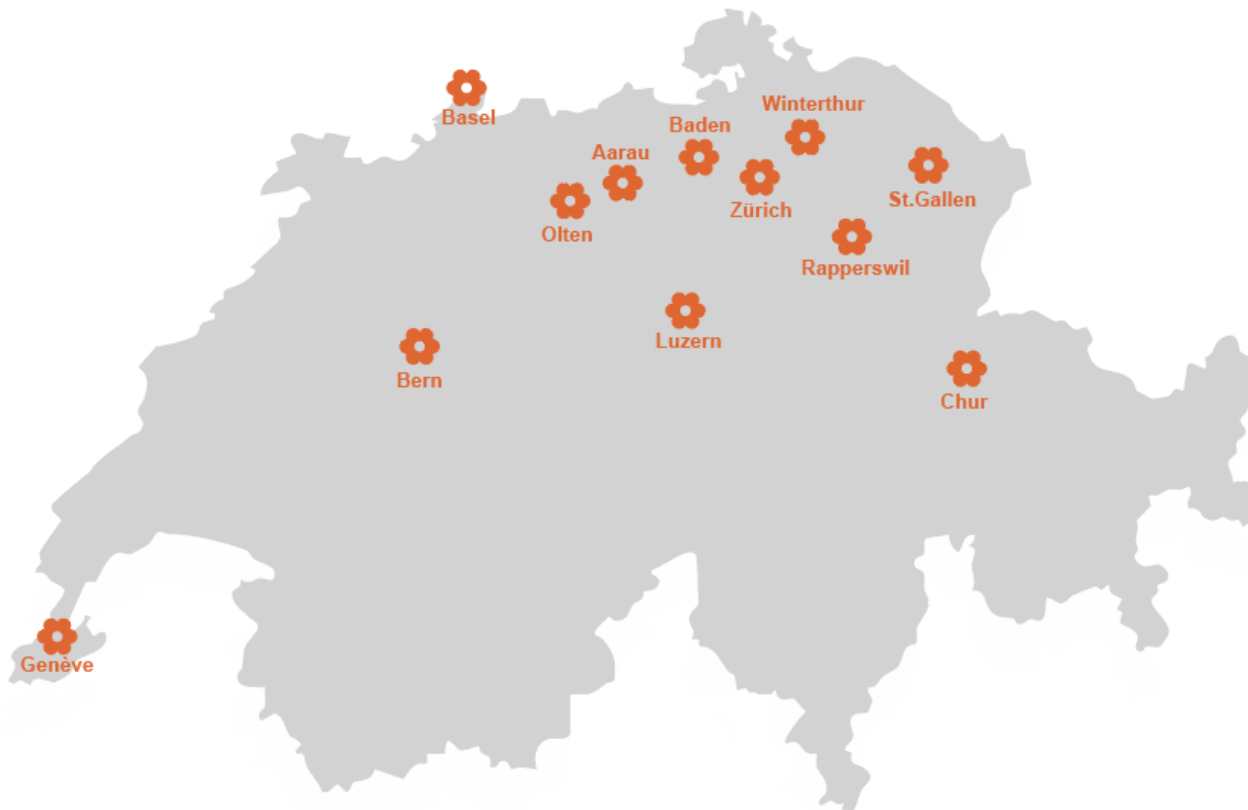 Winterthur
Basel
Baden
Aarau
St.Gallen
Zürich
Olten
Rapperswil
Luzern
Bern
Chur
Genève